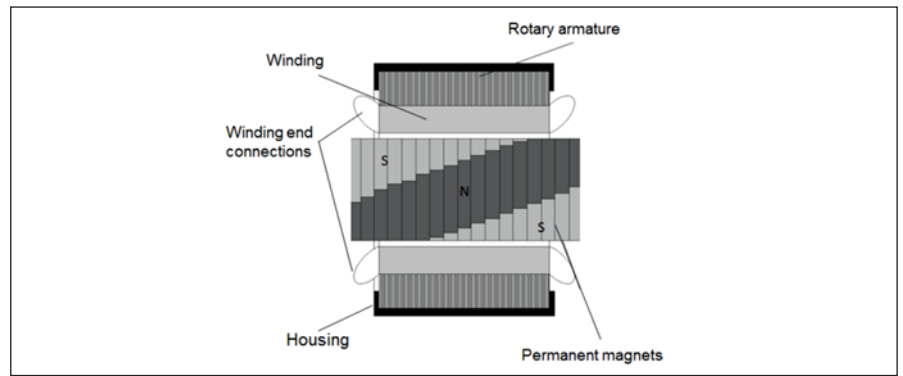 Rotary armature
Winding
Winding end
connections
S
N
S
Housing
Permanent magnets